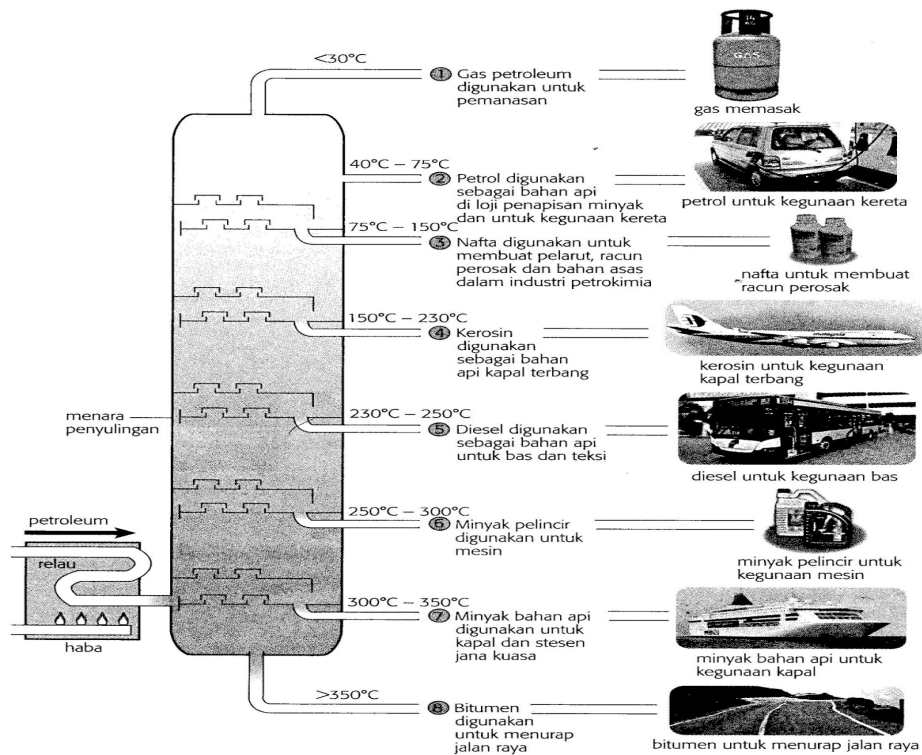 <30°C
1 Gas petroleum
digunakan untuk
pemanasan
14
KG
GAS
gas memasak
40°C – 75°C
2 Petrol digunakan
sebagai bahan api
di loji penapisan minyak
dan untuk kegunaan kereta
petrol untuk kegunaan kereta
75°C – 150°C
3 Nafta digunakan untuk
membuat pelarut, racun
perosak dan bahan asas
dalam industri petrokimia
nafta untuk membuat
racun perosak
150°C – 230°C
4 Kerosin
digunakan
sebagai bahan
api kapal terbang
kerosin untuk kegunaan
kapal terbang
menara
penyulingan
230°C – 250°C
5 Diesel digunakan
sebagai bahan api
untuk bas dan teksi
diesel untuk kegunaan bas
250°C – 300°C
6 Minyak pelincir
digunakan untuk
mesin
minyak pelincir untuk
kegunaan mesin
petroleum
relau
haba
300°C – 350°C
7 Minyak bahan api
digunakan untuk
kapal dan stesen
jana kuasa
minyak bahan api untuk
kegunaan kapal
>350°C
8 Bitumen
digunakan
untuk menurap
jalan raya
bitumen untuk menurap jalan raya